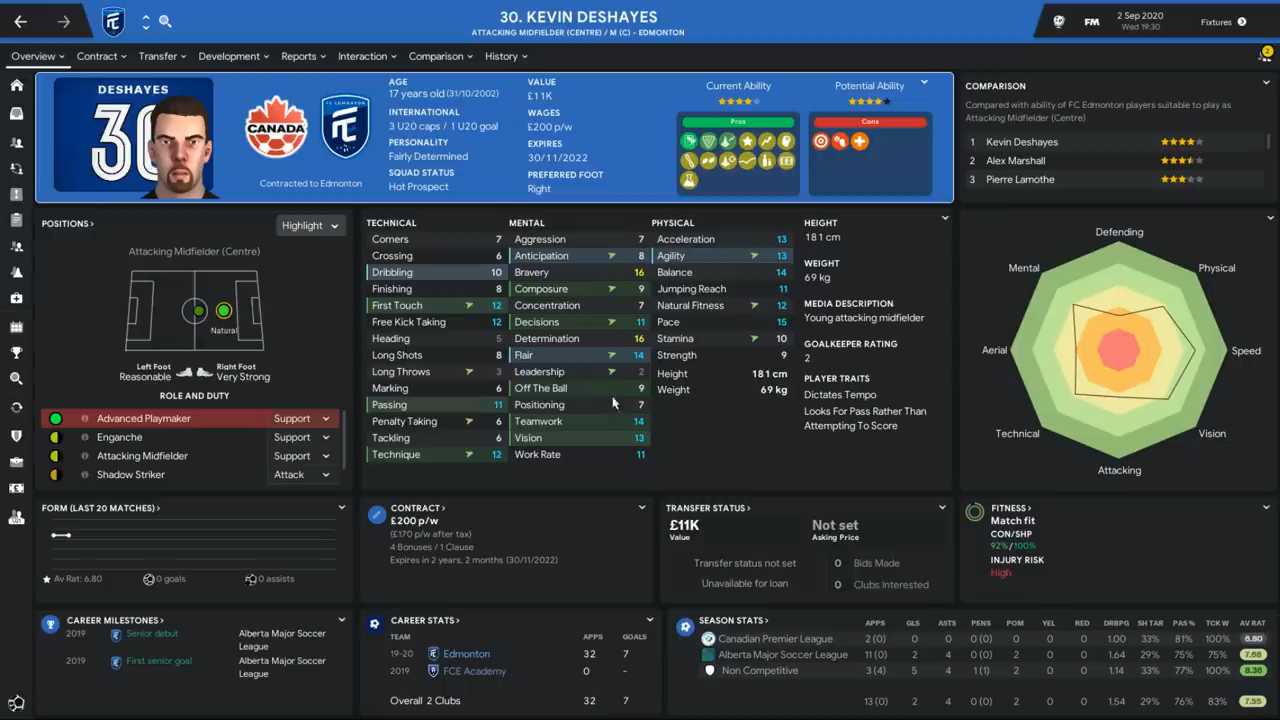 30. KEVIN DESHAYES
ATTACKING MIDFIELDER (CENTRE) / M (C) - EDMONTON
FM
2 Sep 2020
Wed 19:30
Fixtures
2
Overview
Contract
Transfer
Development
Reports
Interaction
Comparison
History
DESHAYES
30
CANADA
Contracted to Edmonton
AGE
17 years old (31/10/2002)
INTERNATIONAL
3 U20 caps / 1 U20 goal
PERSONALITY
Fairly Determined
SQUAD STATUS
Hot Prospect
VALUE
£11K
WAGES
£200 p/w
EXPIRES
30/11/2022
PREFERRED FOOT
Right
Current Ability
Potential Ability
Pros
Cons
COMPARISON
Compared with ability of FC Edmonton players suitable to play as
Attacking Midfielder (Centre)
1 Kevin Deshayes
2 Alex Marshall
3 Pierre Lamothe
POSITIONS
Highlight
Attacking Midfielder (Centre)
Natural
Left Foot
Reasonable
Right Foot
Very Strong
ROLE AND DUTY
Advanced Playmaker Support
Enganche Support
Attacking Midfielder Support
Shadow Striker Attack
TECHNICAL
Corners 7
Crossing 6
Dribbling 10
Finishing 8
First Touch 12
Free Kick Taking 12
Heading 5
Long Shots 8
Long Throws 3
Marking 6
Passing 11
Penalty Taking 6
Tackling 6
Technique 12
MENTAL
Aggression 7
Anticipation 8
Bravery 16
Composure 9
Concentration 7
Decisions 11
Determination 16
Flair 14
Leadership 2
Off The Ball 9
Positioning 7
Teamwork 14
Vision 13
Work Rate 11
PHYSICAL
Acceleration 13
Agility 13
Balance 14
Jumping Reach 11
Natural Fitness 12
Pace 15
Stamina 10
Strength 9
Height 181 cm
Weight 69 kg
HEIGHT
181 cm
WEIGHT
69 kg
MEDIA DESCRIPTION
Young attacking midfielder
GOALKEEPER RATING
2
PLAYER TRAITS
Dictates Tempo
Looks For Pass Rather Than
Attempting To Score
Defending
Physical
Speed
Vision
Attacking
Technical
Aerial
Mental
FORM (LAST 20 MATCHES)
Av Rat: 6.80
0 goals
0 assists
CONTRACT
£200 p/w
(£170 p/w after tax)
4 Bonuses / 1 Clause
Expires in 2 years, 2 months (30/11/2022)
TRANSFER STATUS
£11K
Value
Not set
Asking Price
Transfer status not set
Unavailable for loan
0 Bids Made
0 Clubs Interested
FITNESS
Match fit
CON/SHP
92%/100%
INJURY RISK
High
CAREER MILESTONES
2019 Senior debut Alberta Major Soccer
League
2019 First senior goal Alberta Major Soccer
League
CAREER STATS
TEAM APPS GOALS
19-20 Edmonton 32 7
2019 FCE Academy 0 -
Overall 2 Clubs 32 7
SEASON STATS
APPS GLS ASTS PENS POM YEL RED DRBPG SH TAR PAS % TCK W AV RAT
Canadian Premier League 2 (0) 0 0 0 (0) 0 0 0 1.00 33% 81% 100% 6.80
Alberta Major Soccer League 11 (0) 2 4 0 (0) 2 0 0 1.64 29% 75% 75% 7.68
Non Competitive 3 (4) 5 4 1 (1) 2 0 0 1.14 33% 77% 100% 8.36
13 (0) 2 4 0 (0) 2 0 0 1.54 29% 76% 83% 7.55